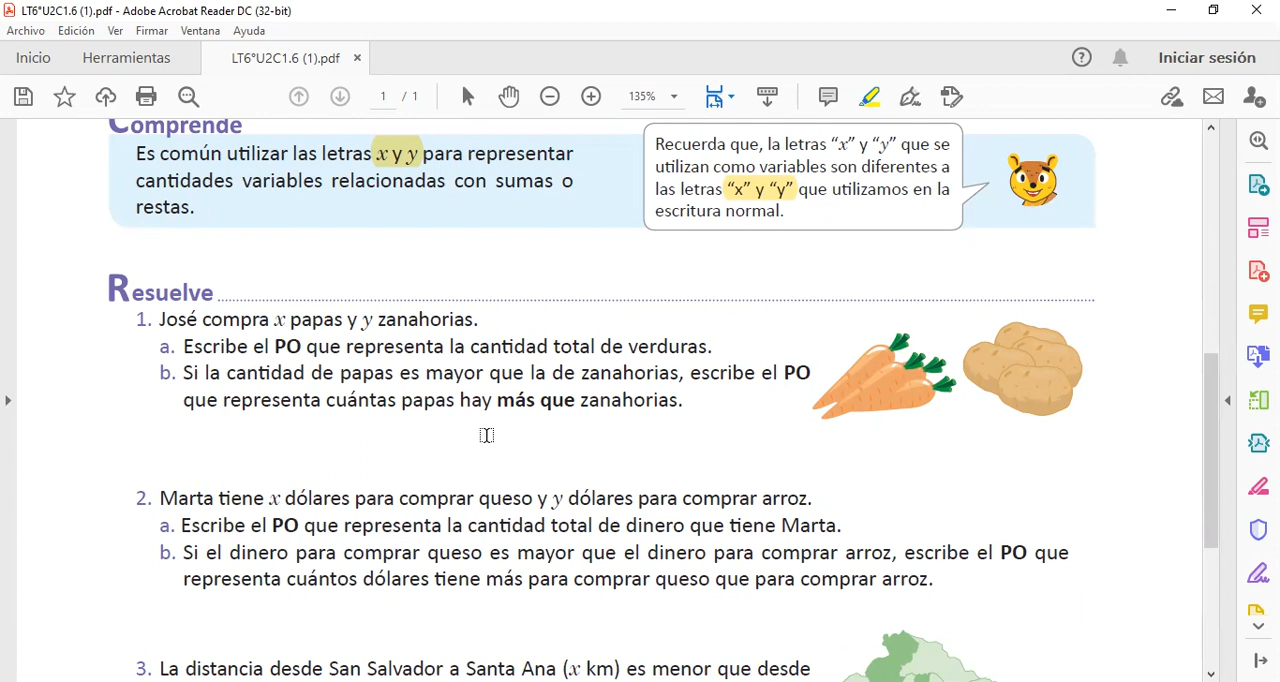 LT6°U2C1.6 (1).pdf - Adobe Acrobat Reader DC (32-bit)
Archivo Edición Ver Firmar Ventana Ayuda
Inicio Herramientas LT6°U2C1.6 (1).pdf × Iniciar sesión
1 / 1 135%
Comprende
Es común utilizar las letras x y y para representar
cantidades variables relacionadas con sumas o
restas.
Recuerda que, la letras “x” y “y” que se
utilizan como variables son diferentes a
las letras “x” y “y” que utilizamos en la
escritura normal.
Resuelve
1. José compra x papas y y zanahorias.
a. Escribe el PO que representa la cantidad total de verduras.
b. Si la cantidad de papas es mayor que la de zanahorias, escribe el PO
que representa cuántas papas hay más que zanahorias.
2. Marta tiene x dólares para comprar queso y y dólares para comprar arroz.
a. Escribe el PO que representa la cantidad total de dinero que tiene Marta.
b. Si el dinero para comprar queso es mayor que el dinero para comprar arroz, escribe el PO que
representa cuántos dólares tiene más para comprar queso que para comprar arroz.
3. La distancia desde San Salvador a Santa Ana (x km) es menor que desde